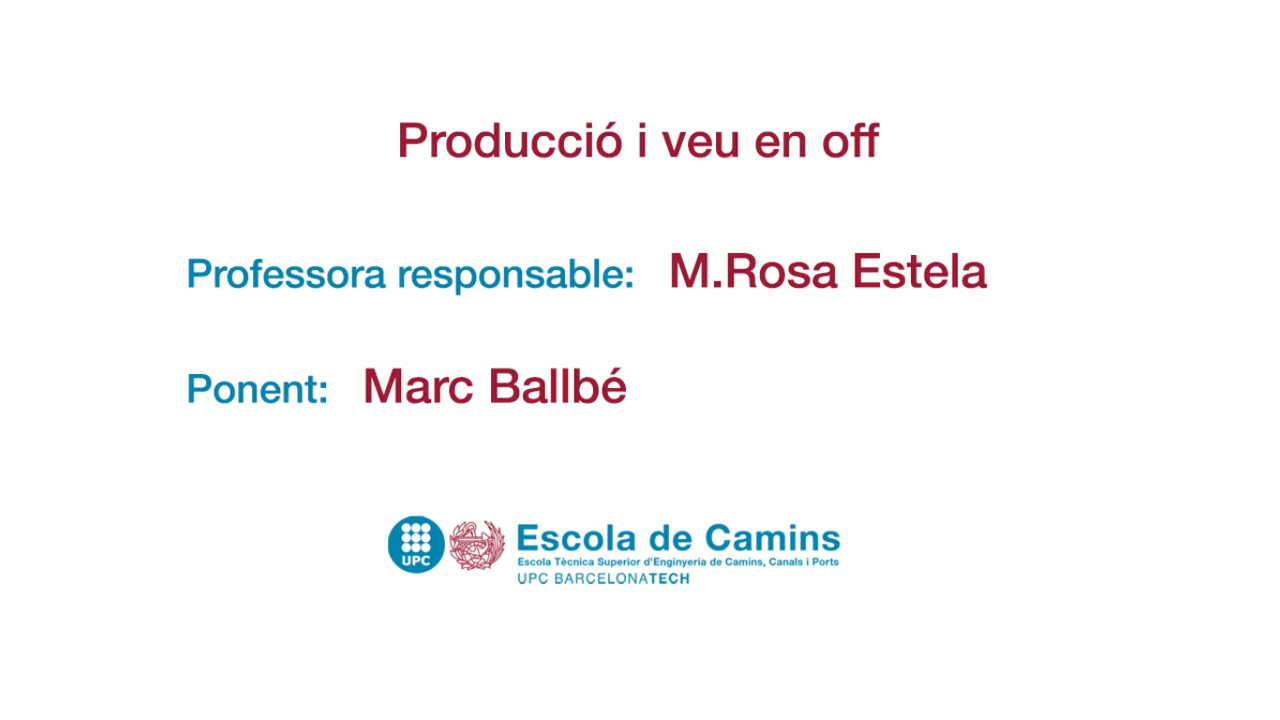 Producció i veu en off
Professora responsable: M.Rosa Estela
Ponent: Marc Ballbé
UPC
Escola de Camins
Escola Tècnica Superior d'Enginyeria de Camins, Canals i Ports
UPC BARCELONATECH